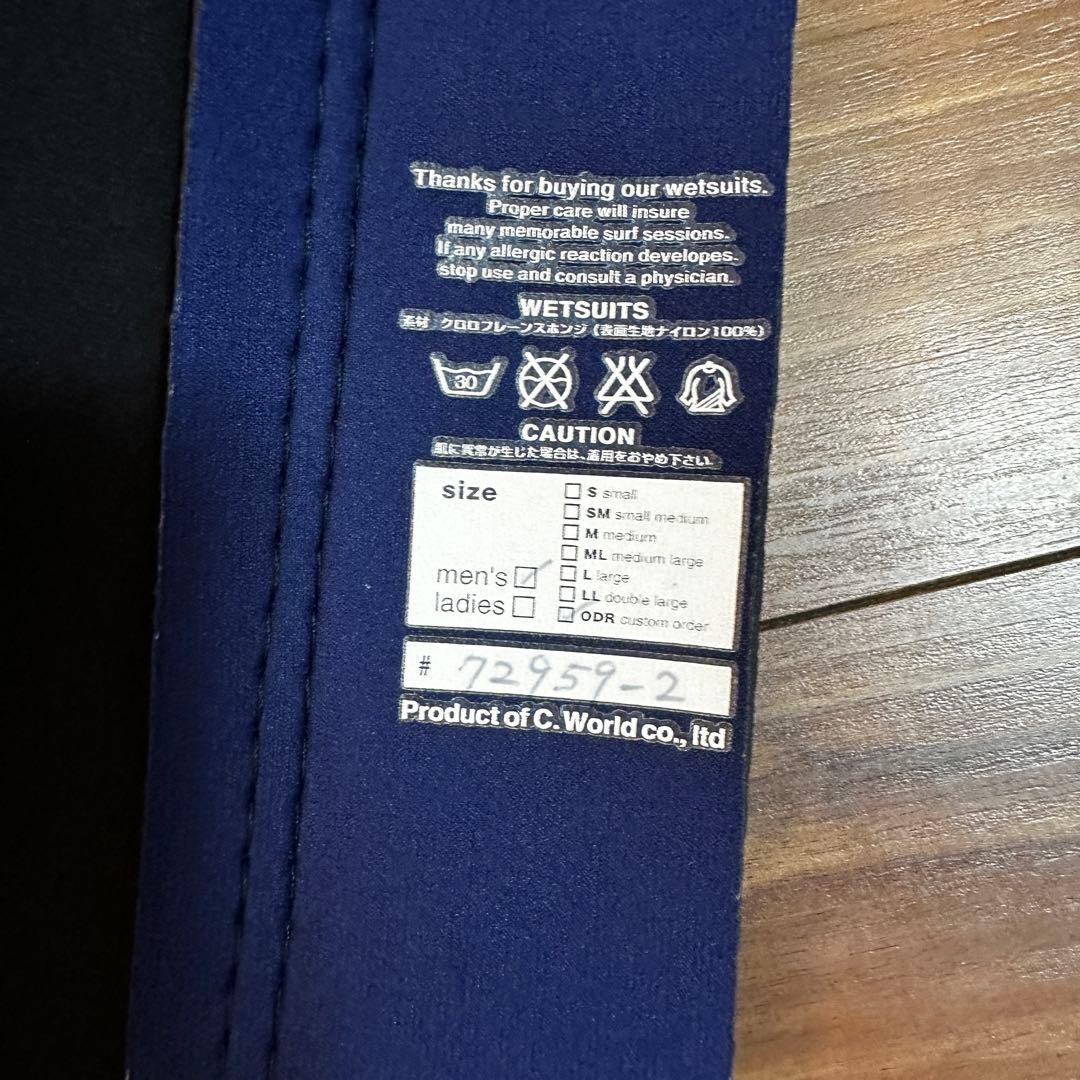 Thanks for buying our wetsuits.
Proper care will insure
many memorable surf sessions.
If any allergic reaction developes.
stop use and consult a physician.
WETSUITS
素材 クロロプレーンスポンジ (表面生地ナイロン100%)
30
CAUTION
肌に異常が生じた場合は、着用をおやめ下さい。
size
S small
SM small medium
M medium
ML medium large
men's
L large
LL double large
ladies
ODR custom order
# 72959-2
Product of C. World co., ltd